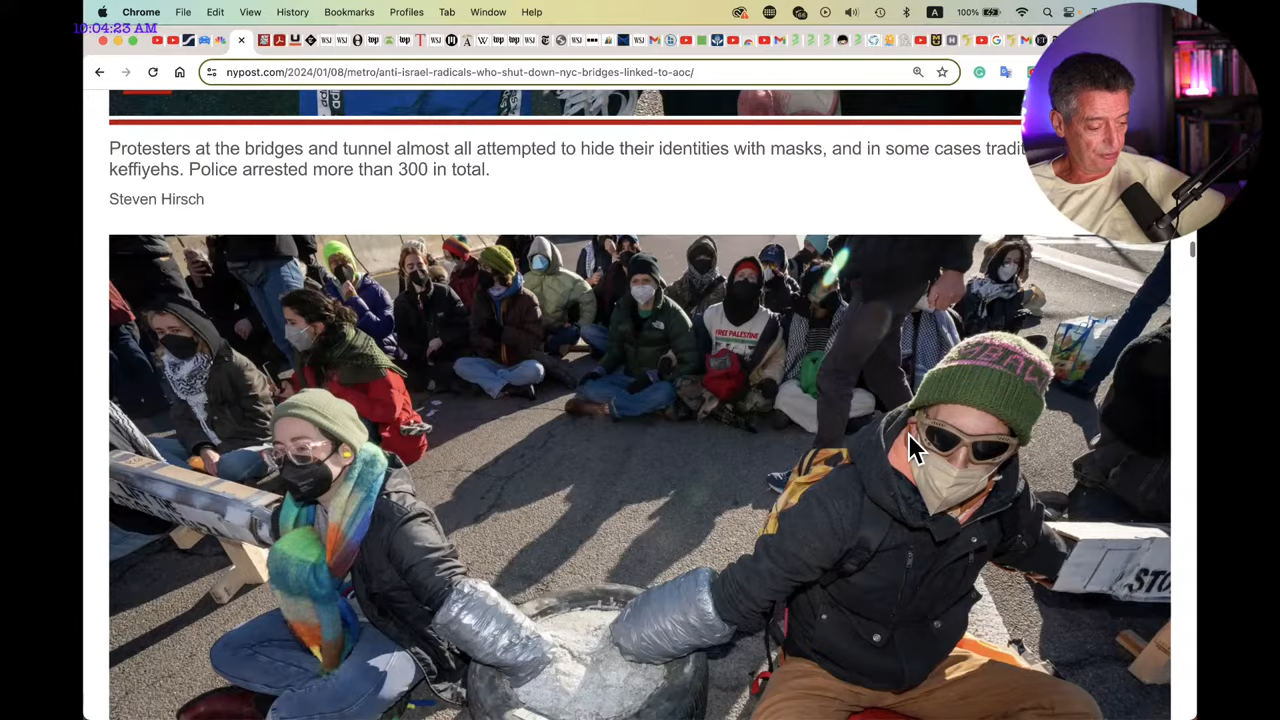 Chrome File Edit View History Bookmarks Profiles Tab Window Help
A 100%
10:04:23 AM
nypost.com/2024/01/08/metro/anti-israel-radicals-who-shut-down-nyc-bridges-linked-to-aoc/
Protesters at the bridges and tunnel almost all attempted to hide their identities with masks, and in some cases tradi
keffiyehs. Police arrested more than 300 in total.
Steven Hirsch
FREE PALESTINE
STO